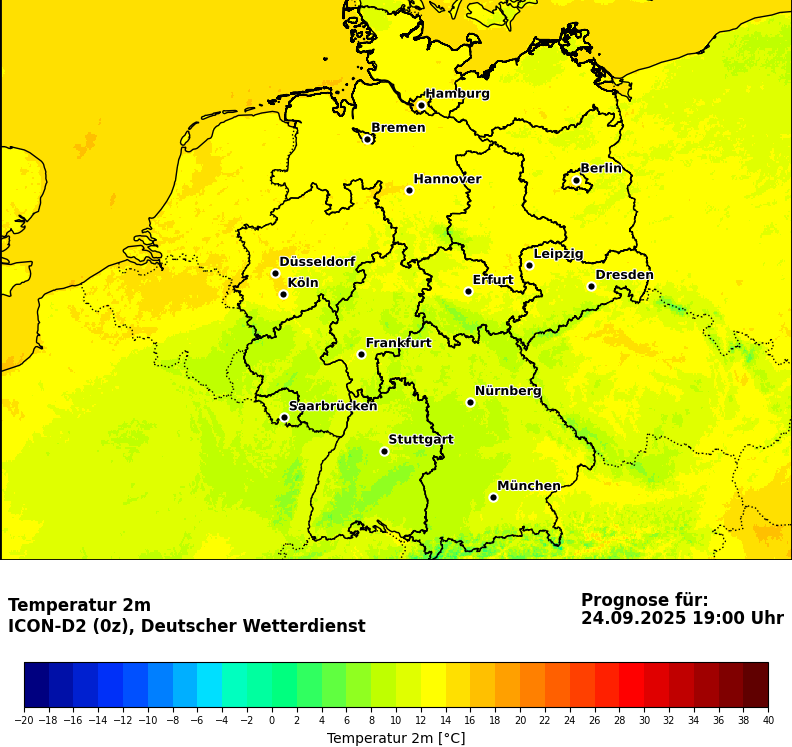 Hamburg
Bremen
Berlin
Hannover
Leipzig
Düsseldorf
Dresden
Köln
Erfurt
Frankfurt
Nürnberg
Saarbrücken
Stuttgart
München
Temperatur 2m
ICON-D2 (0z), Deutscher Wetterdienst
Prognose für:
24.09.2025 19:00 Uhr
−20 −18 −16 −14 −12 −10 −8 −6 −4 −2 0 2 4 6 8 10 12 14 16 18 20 22 24 26 28 30 32 34 36 38 40
Temperatur 2m [°C]